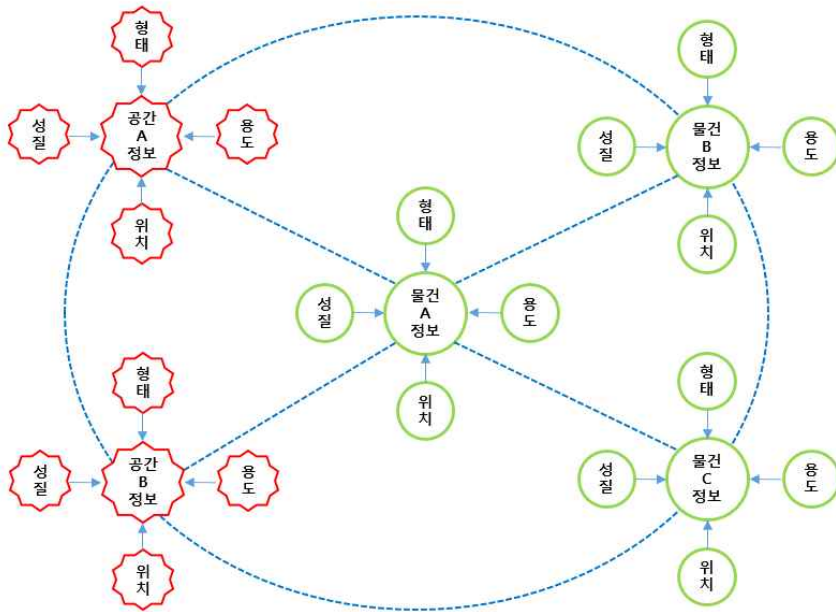 형
태
성
질
공간
A
정보
용
도
위
치
형
태
성
질
물건
B
정보
용
도
위
치
형
태
성
질
물건
A
정보
용
도
위
치
형
태
성
질
공간
B
정보
용
도
위
치
형
태
성
질
물건
C
정보
용
도
위
치